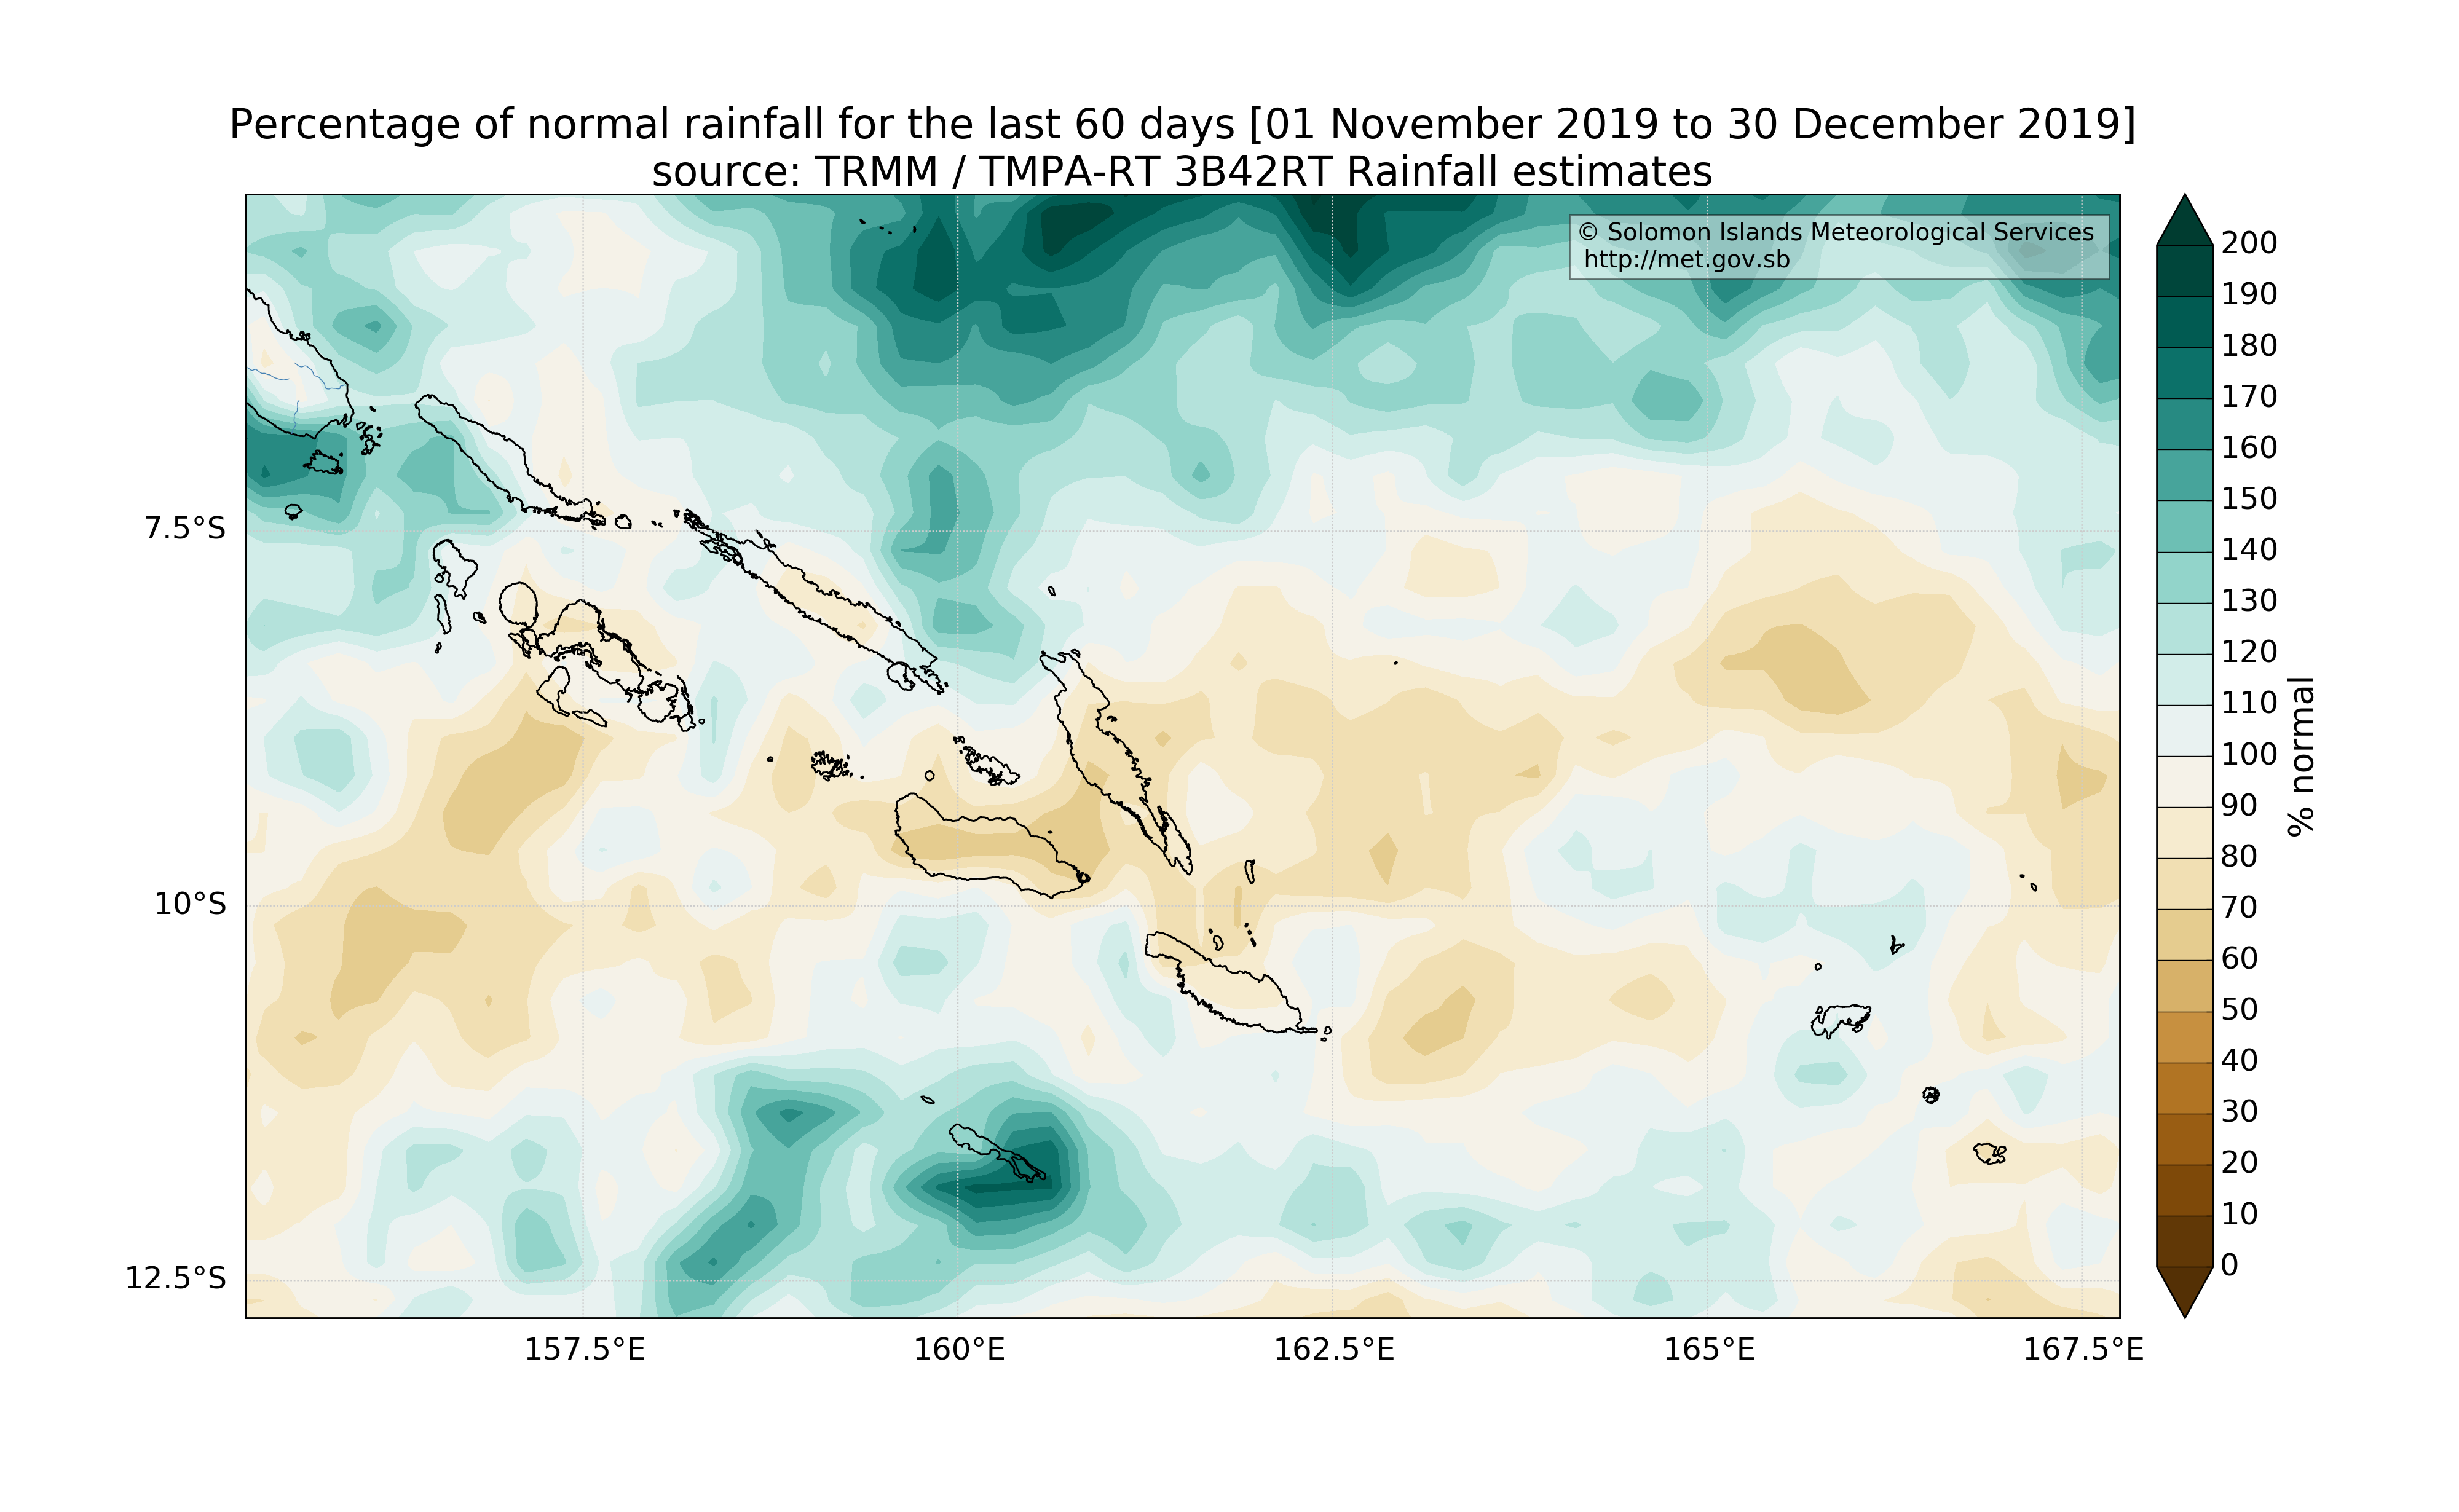 Percentage of normal rainfall for the last 60 days [01 November 2019 to 30 December 2019]
source: TRMM / TMPA-RT 3B42RT Rainfall estimates
© Solomon Islands Meteorological Services
http://met.gov.sb
7.5°S
10°S
12.5°S
157.5°E
160°E
162.5°E
165°E
167.5°E
200
190
180
170
160
150
140
130
120
110
100
90
80
70
60
50
40
30
20
10
0
% normal